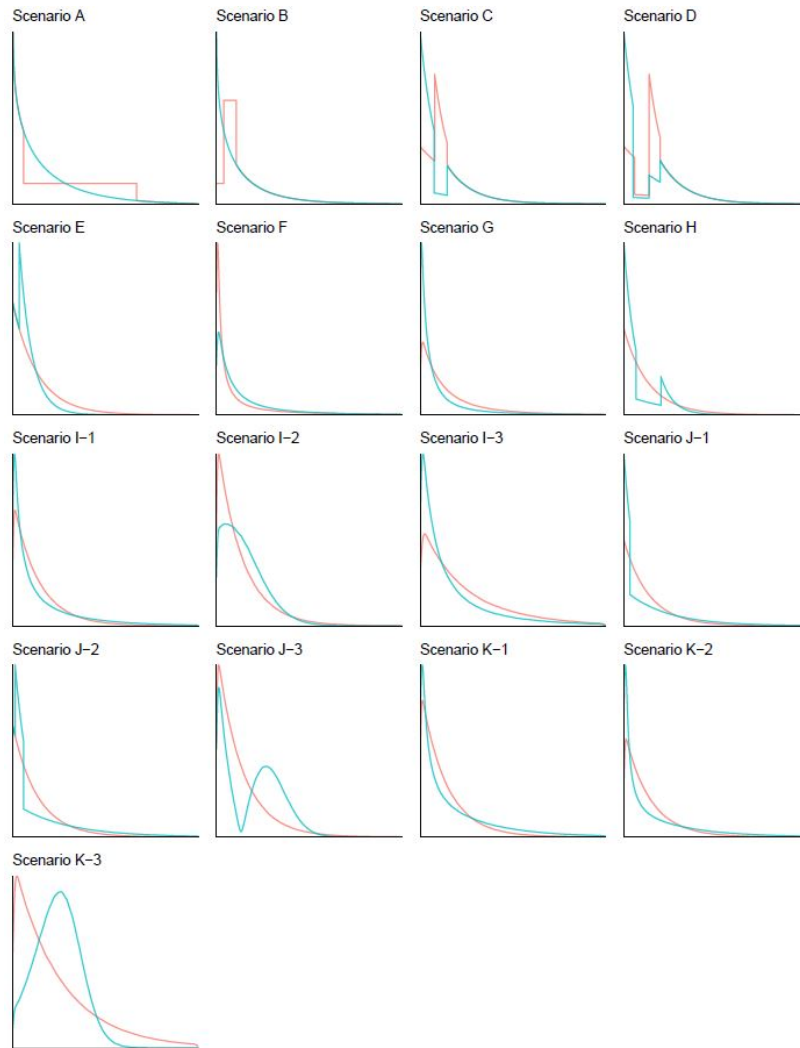 Scenario A
Scenario B
Scenario C
Scenario D
Scenario E
Scenario F
Scenario G
Scenario H
Scenario I−1
Scenario I−2
Scenario I−3
Scenario J−1
Scenario J−2
Scenario J−3
Scenario K−1
Scenario K−2
Scenario K−3